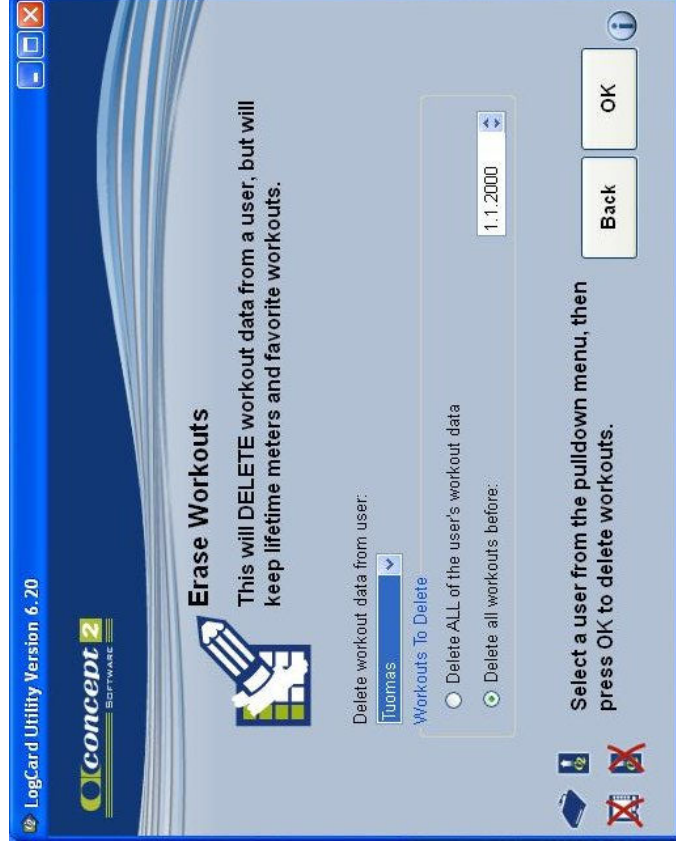 LogCard Utility Version 6.20
concept 2
SOFTWARE
Erase Workouts
This will DELETE workout data from a user, but will
keep lifetime meters and favorite workouts.
Delete workout data from user:
Tuomas
Workouts To Delete
Delete ALL of the user's workout data
Delete all workouts before:
1.1.2000
Select a user from the pulldown menu, then
press OK to delete workouts.
Back
OK